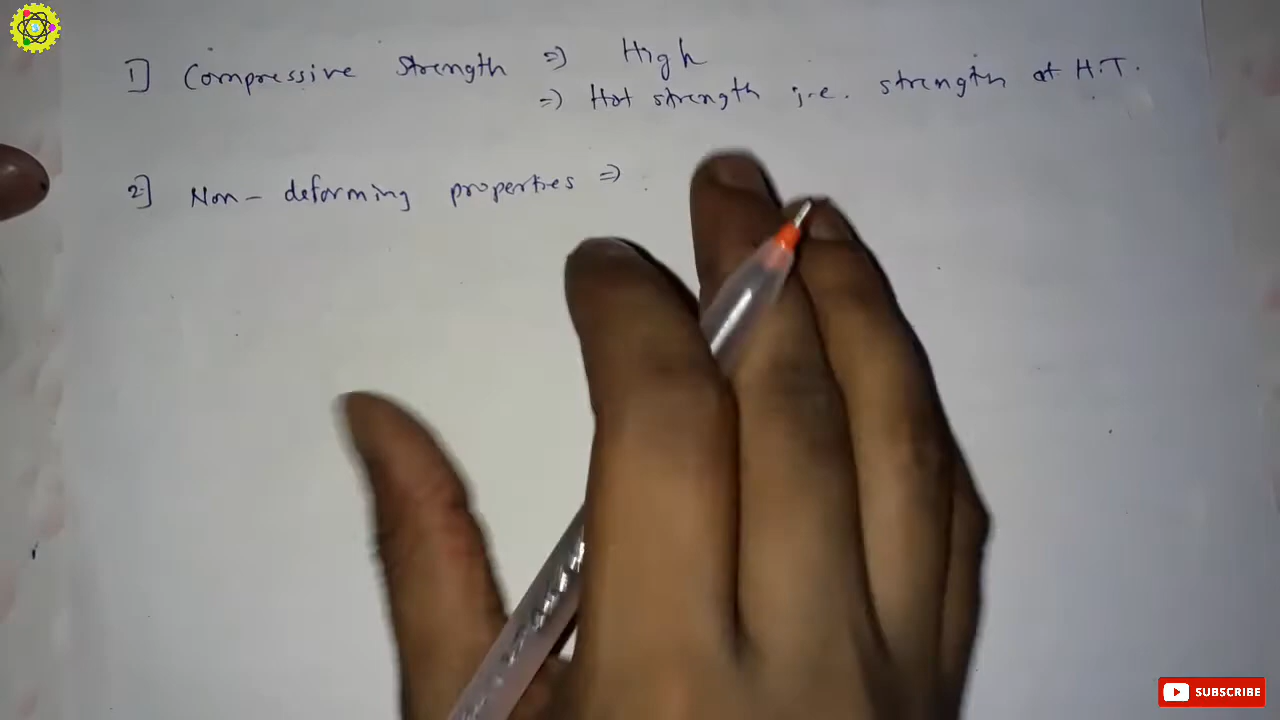 1] Compressive Strength => High
=> Hot strength i.e. strength at H.T.
2] Non-deforming properties =>
SUBSCRIBE